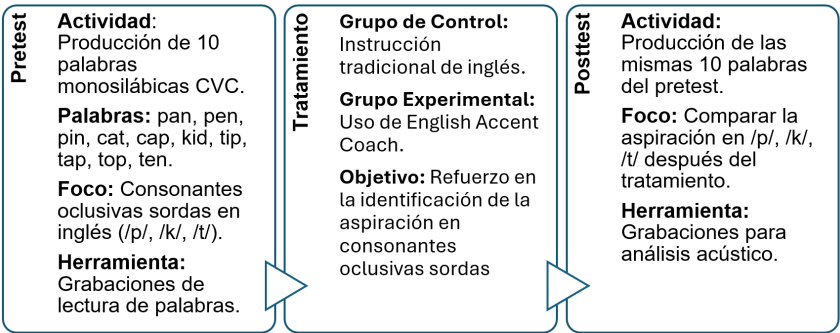 Pretest
Actividad:
Producción de 10
palabras
monosilábicas CVC.
Palabras: pan, pen,
pin, cat, cap, kid, tip,
tap, top, ten.
Foco: Consonantes
oclusivas sordas en
inglés (/p/, /k/, /t/).
Herramienta:
Grabaciones de
lectura de palabras.
Tratamiento
Grupo de Control:
Instrucción
tradicional de inglés.
Grupo Experimental:
Uso de English Accent
Coach.
Objetivo: Refuerzo en
la identificación de la
aspiración en
consonantes
oclusivas sordas
Posttest
Actividad:
Producción de las
mismas 10 palabras
del pretest.
Foco: Comparar la
aspiración en /p/, /k/,
/t/ después del
tratamiento.
Herramienta:
Grabaciones para
análisis acústico.